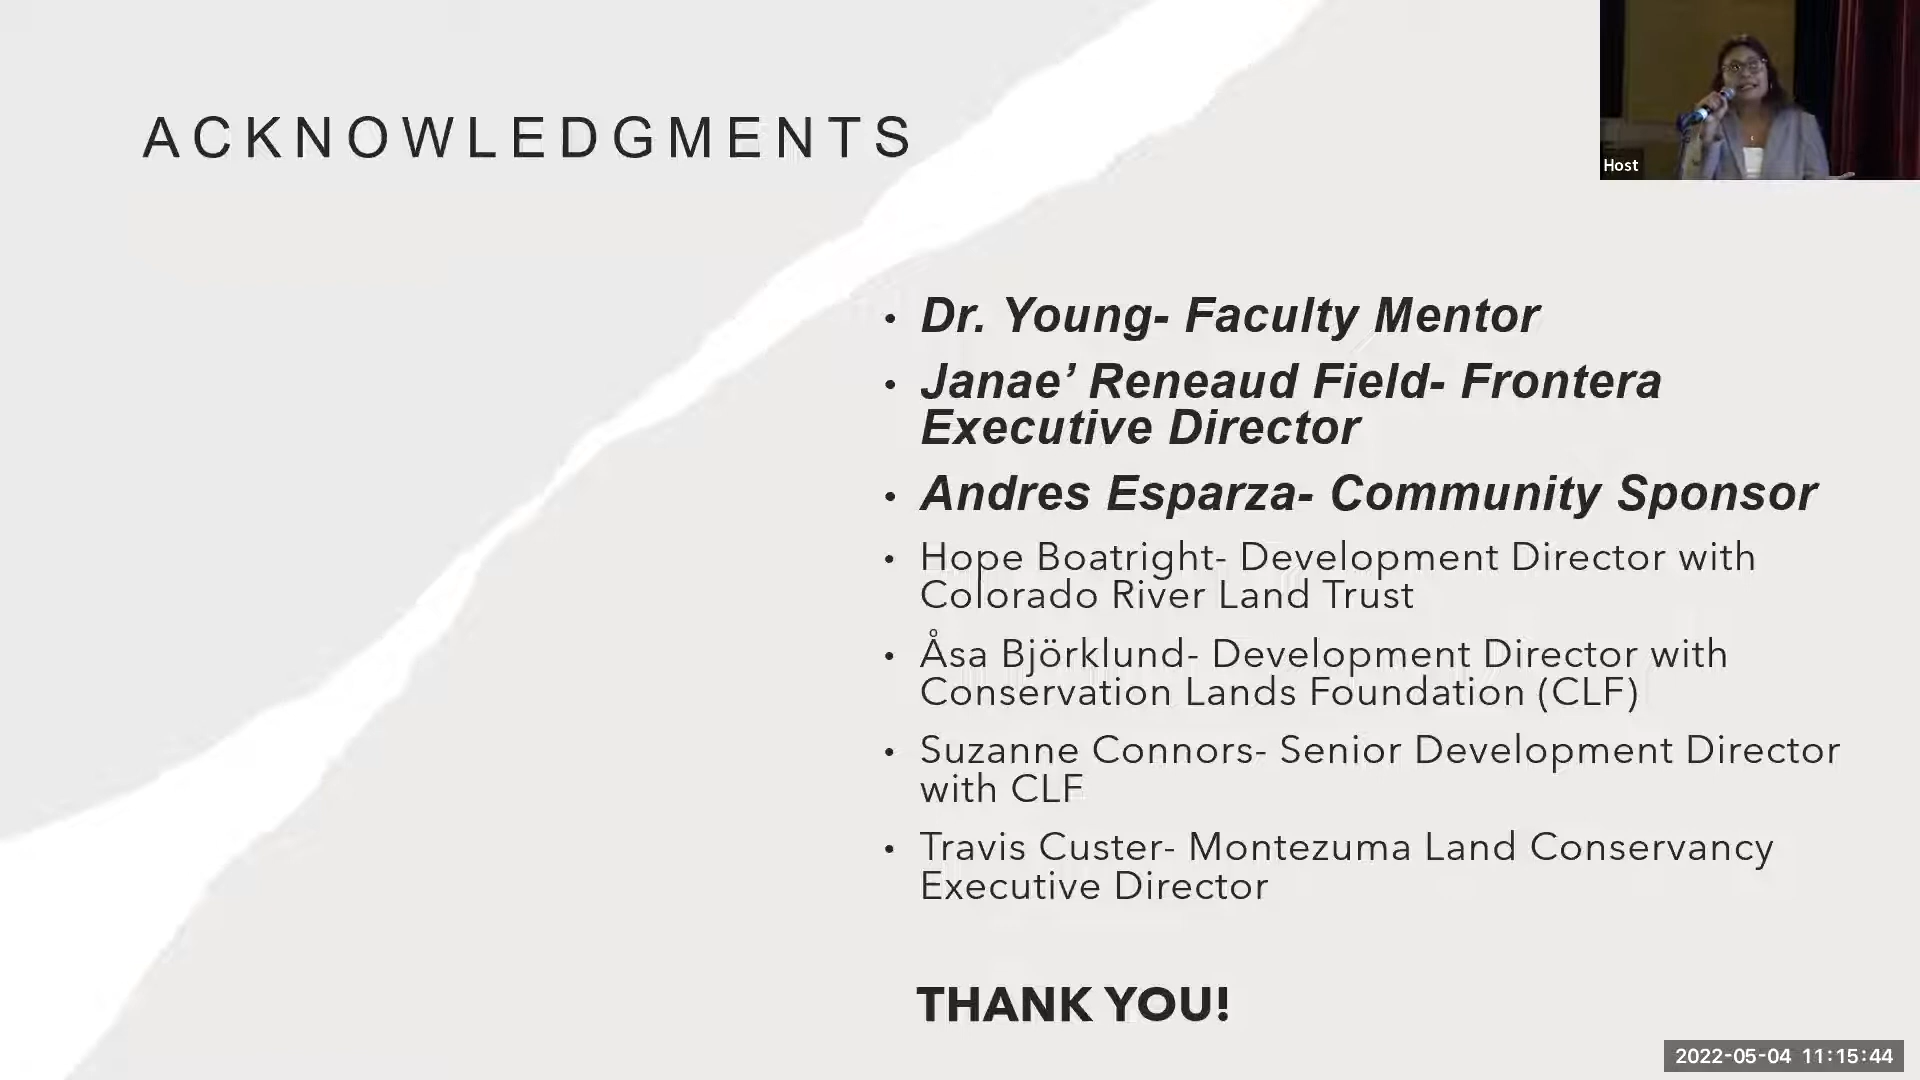 ACKNOWLEDGMENTS
Host
• Dr. Young- Faculty Mentor
• Janae’ Reneaud Field- Frontera
Executive Director
• Andres Esparza- Community Sponsor
• Hope Boatright- Development Director with
Colorado River Land Trust
• Åsa Björklund- Development Director with
Conservation Lands Foundation (CLF)
• Suzanne Connors- Senior Development Director
with CLF
• Travis Custer- Montezuma Land Conservancy
Executive Director
THANK YOU!
2022-05-04 11:15:44